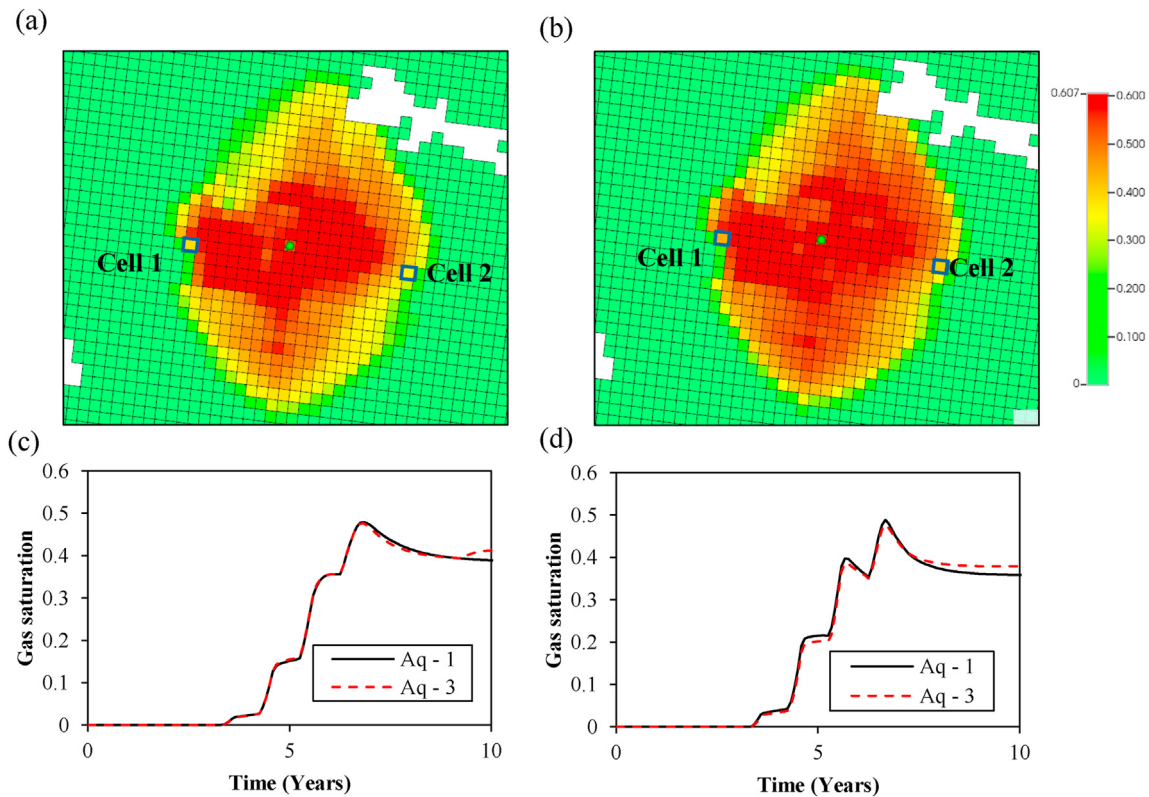 (a)
(b)
Cell 1
Cell 2
Cell 1
Cell 2
0.607
0.600
0.500
0.400
0.300
0.200
0.100
0
(c)
0.6
0.5
0.4
0.3
0.2
0.1
0
Gas saturation
Aq - 1
Aq - 3
0
5
10
Time (Years)
(d)
0.6
0.5
0.4
0.3
0.2
0.1
0
Gas saturation
Aq - 1
Aq - 3
0
5
10
Time (Years)